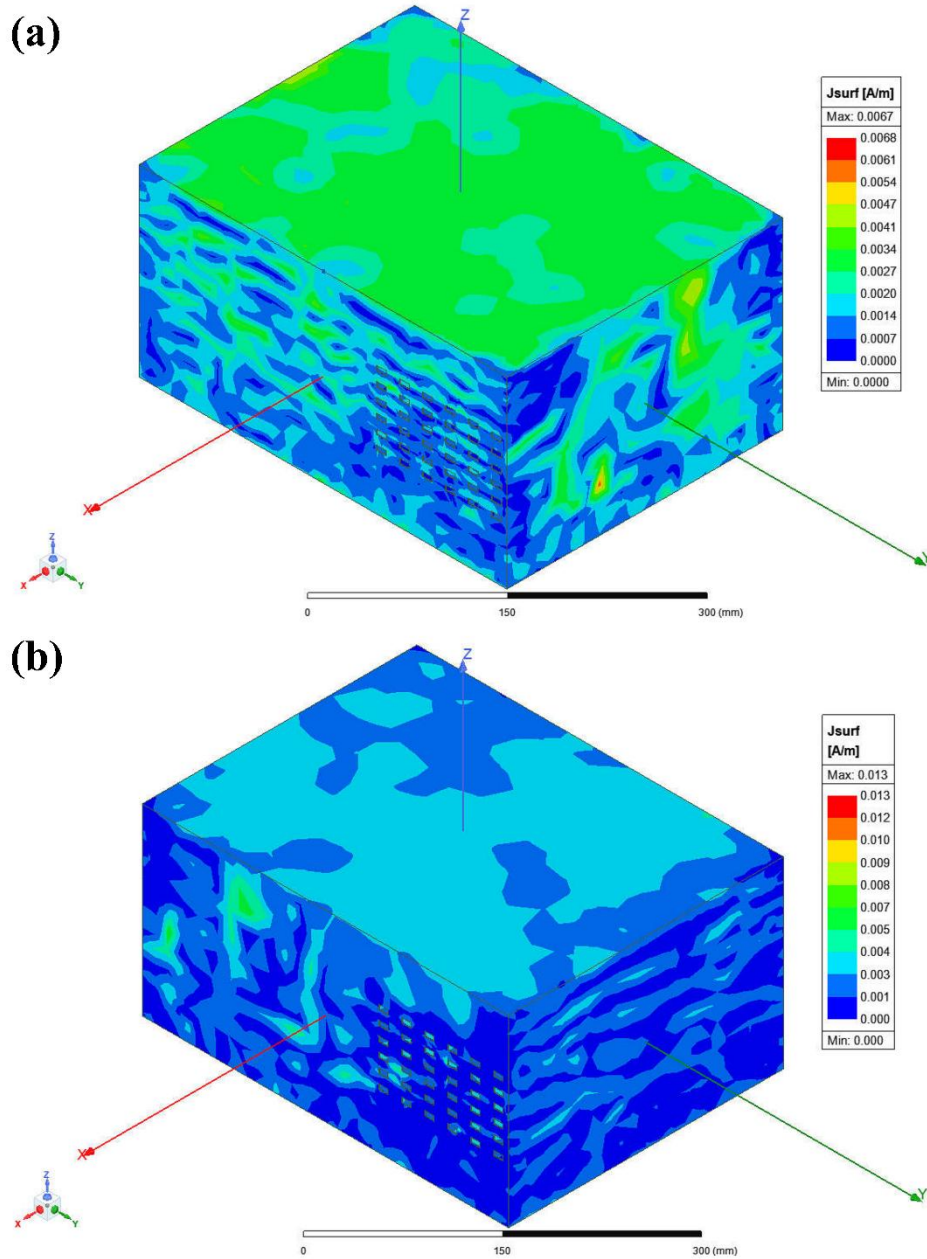 (a)
Z
Jsurf [A/m]
Max: 0.0067
0.0068
0.0061
0.0054
0.0047
0.0041
0.0034
0.0027
0.0020
0.0014
0.0007
0.0000
Min: 0.0000
X
Y
Z
X
Y
0
150
300 (mm)
(b)
Z
Jsurf
[A/m]
Max: 0.013
0.013
0.012
0.010
0.009
0.008
0.007
0.005
0.004
0.003
0.001
0.000
Min: 0.000
X
Y
Z
X
Y
0
150
300 (mm)